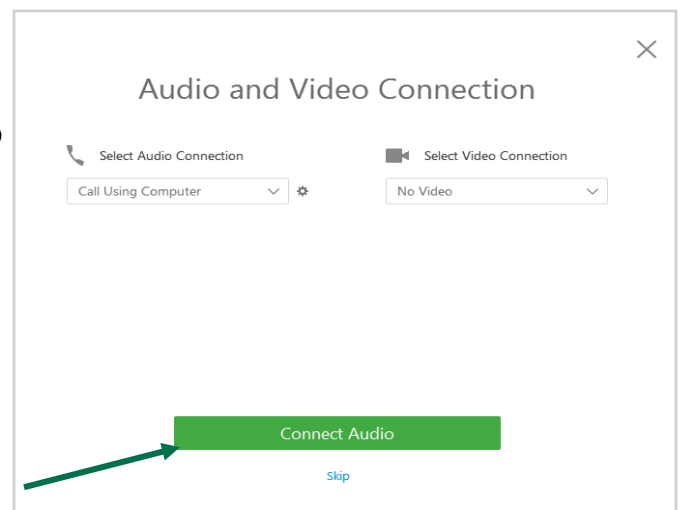 Audio and Video Connection
Select Audio Connection
Select Video Connection
Call Using Computer
No Video
Connect Audio
Skip